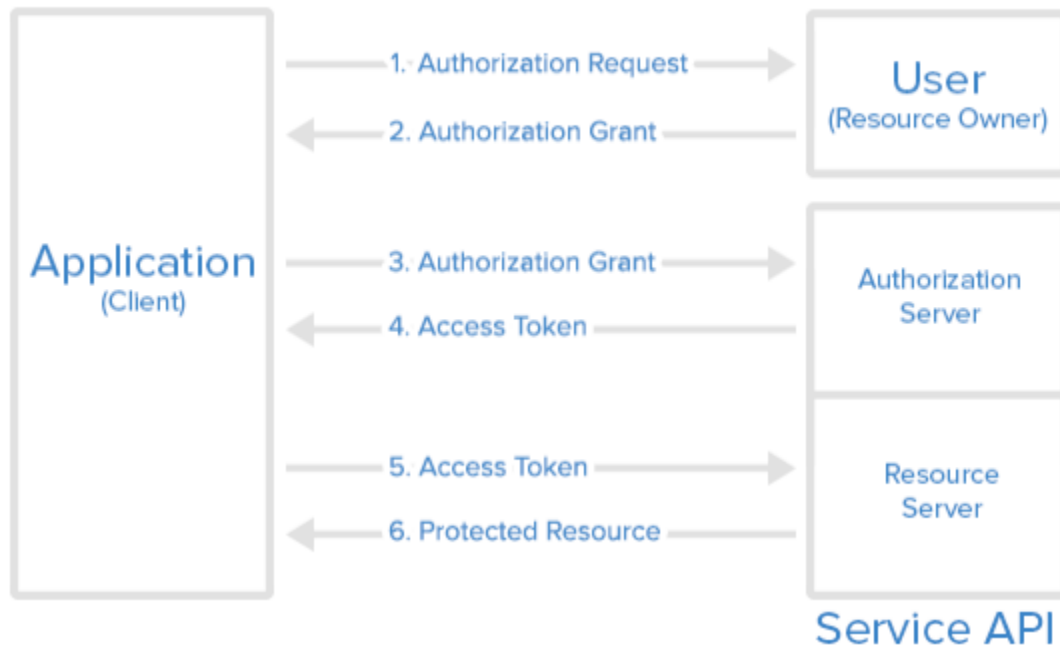 1. Authorization Request
User
(Resource Owner)
2. Authorization Grant
Application
(Client)
3. Authorization Grant
Authorization
Server
4. Access Token
5. Access Token
Resource
Server
6. Protected Resource
Service API